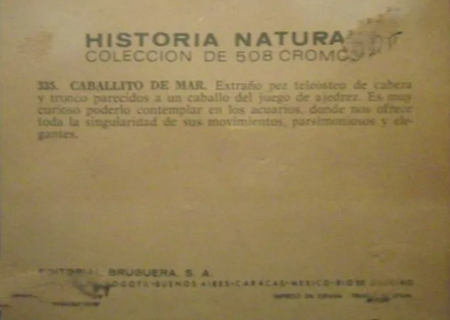 HISTORIA NATURA
COLECCION DE 508 CROMOS
335. CABALLITO DE MAR. Extraño pez teleósteo de cabeza
y tronco parecidos a un caballo del juego de ajedrez. Es muy
curioso poderlo contemplar en los acuarios, donde nos ofrece
toda la singularidad de sus movimientos, parsimoniosos y ele-
gantes.
EDITORIAL BRUGUERA, S. A.
BOGOTA-BUENOS AIRES-CARACAS-MEXICO-RIO DE
IMPRESO EN ESPAÑA